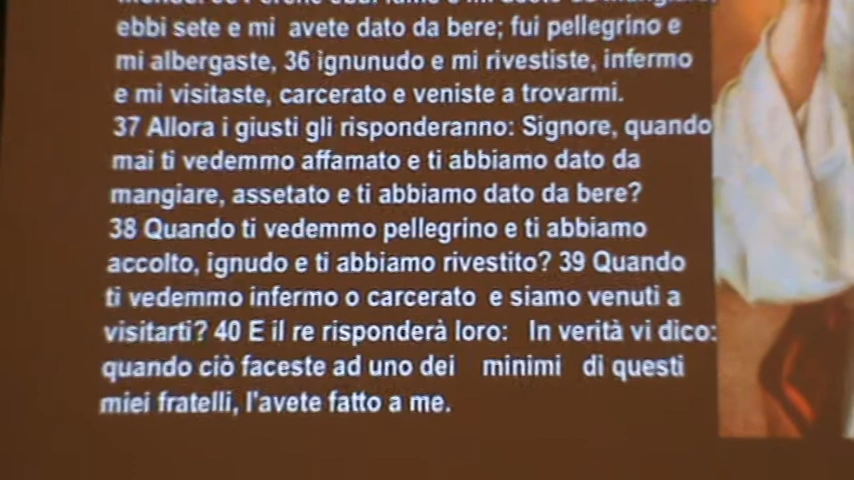 ebbi sete e mi avete dato da bere; fui pellegrino e
mi albergaste, 36 ignunudo e mi rivestiste, infermo
e mi visitaste, carcerato e veniste a trovarmi.
37 Allora i giusti gli risponderanno: Signore, quando
mai ti vedemmo affamato e ti abbiamo dato da
mangiare, assetato e ti abbiamo dato da bere?
38 Quando ti vedemmo pellegrino e ti abbiamo
accolto, ignudo e ti abbiamo rivestito? 39 Quando
ti vedemmo infermo o carcerato e siamo venuti a
visitarti? 40 E il re risponderà loro: In verità vi dico:
quando ciò faceste ad uno dei minimi di questi
miei fratelli, l'avete fatto a me.